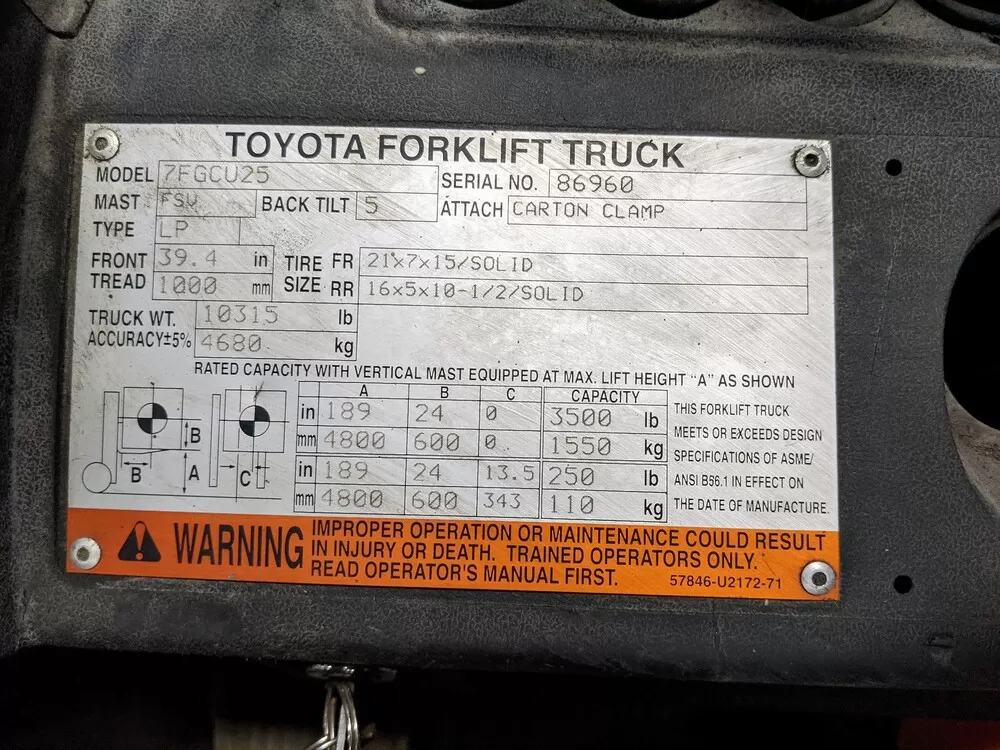 TOYOTA FORKLIFT TRUCK
MODEL 7FGCU25 SERIAL NO. 86960
MAST FSV BACK TILT 5 ATTACH CARTON CLAMP
TYPE LP
FRONT TREAD 39.4 in TIRE SIZE FR 21x7x15/SOLID
1000 mm RR 16x5x10-1/2/SOLID
TRUCK WT. 10315 lb
ACCURACY±5% 4680 kg
RATED CAPACITY WITH VERTICAL MAST EQUIPPED AT MAX. LIFT HEIGHT "A" AS SHOWN
A B C CAPACITY
in 189 24 0 3500 lb
mm 4800 600 0 1550 kg
in 189 24 13.5 250 lb
mm 4800 600 343 110 kg
B B A C
THIS FORKLIFT TRUCK
MEETS OR EXCEEDS DESIGN
SPECIFICATIONS OF ASME/
ANSI B56.1 IN EFFECT ON
THE DATE OF MANUFACTURE.
WARNING
IMPROPER OPERATION OR MAINTENANCE COULD RESULT
IN INJURY OR DEATH. TRAINED OPERATORS ONLY.
READ OPERATOR'S MANUAL FIRST. 57846-U2172-71